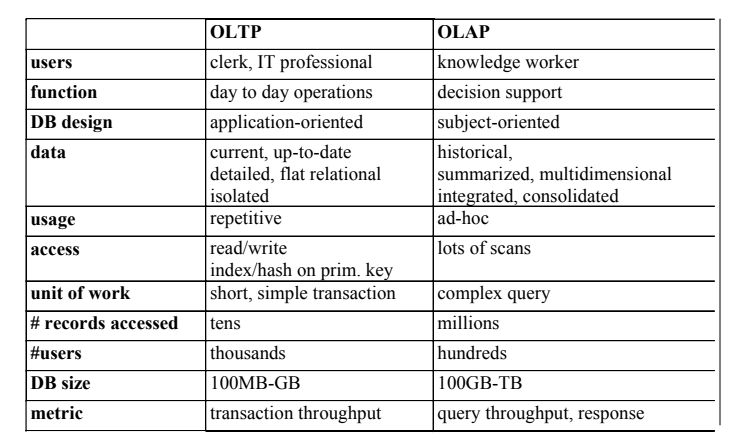 OLTP OLAP
users clerk, IT professional knowledge worker
function day to day operations decision support
DB design application-oriented subject-oriented
data current, up-to-date historical,
detailed, flat relational summarized, multidimensional
isolated integrated, consolidated
usage repetitive ad-hoc
access read/write lots of scans
index/hash on prim. key
unit of work short, simple transaction complex query
# records accessed tens millions
#users thousands hundreds
DB size 100MB-GB 100GB-TB
metric transaction throughput query throughput, response